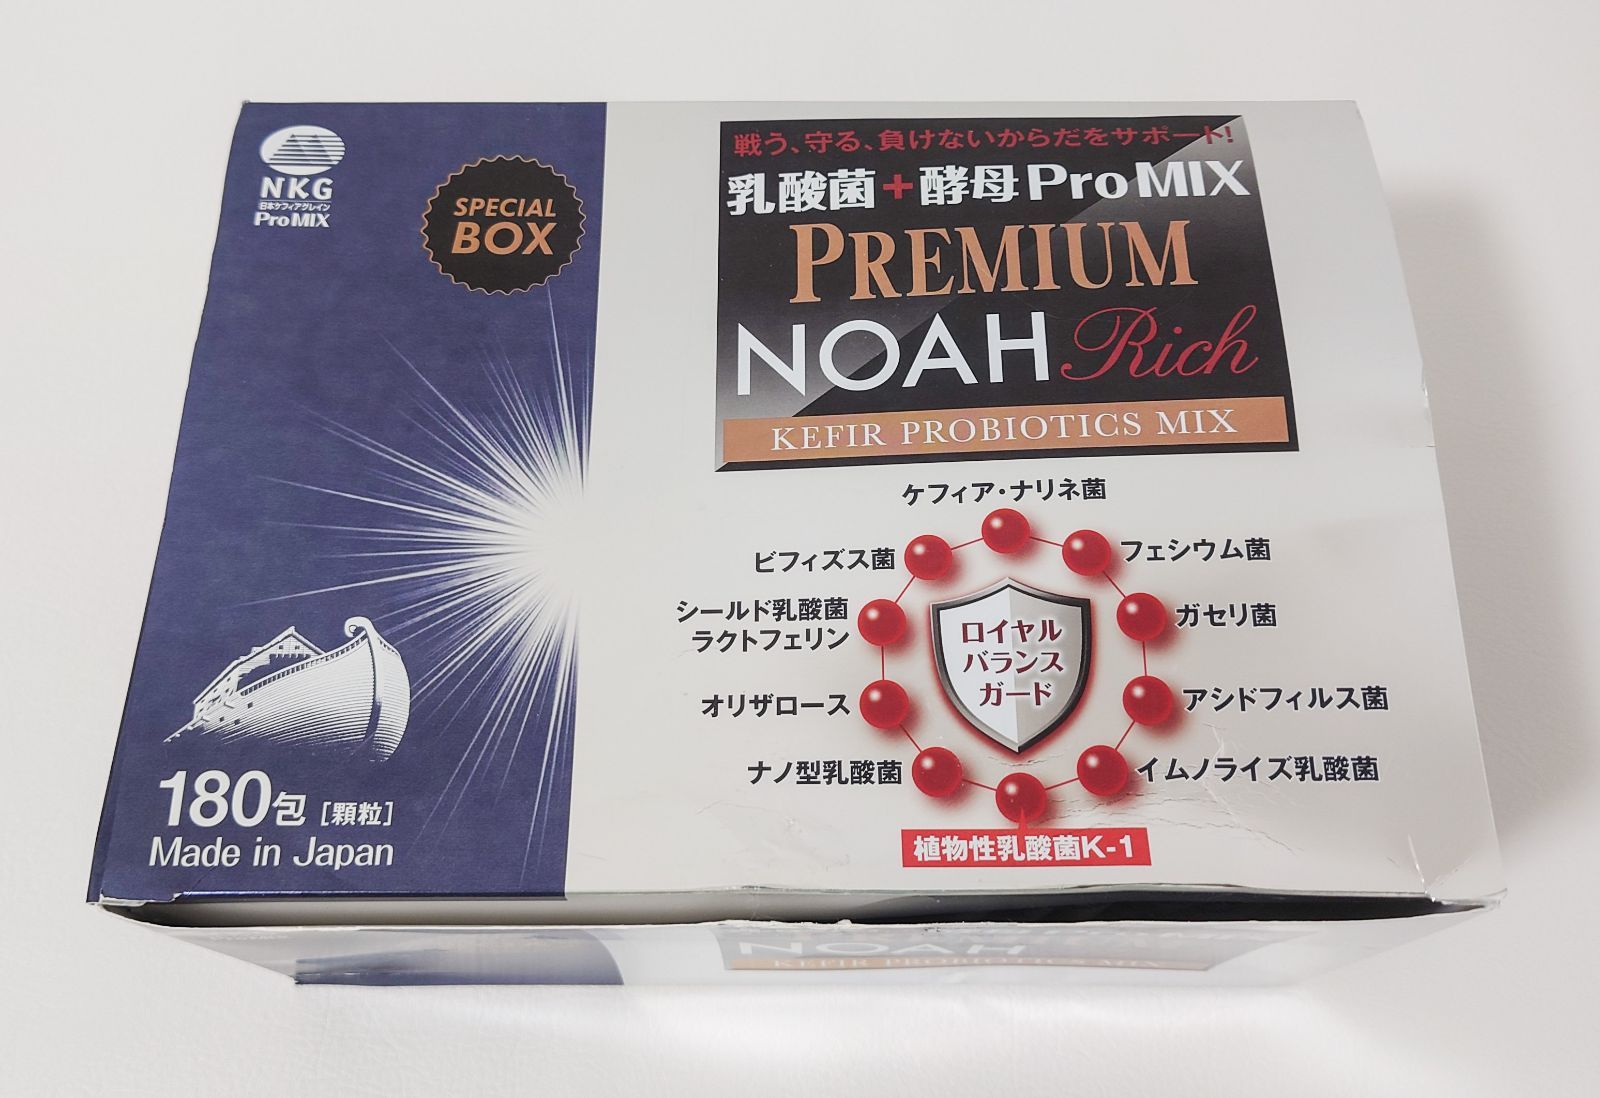 NKG
日本ケフィアグレイン
ProMIX
SPECIAL
BOX
戦う、守る、負けないからだをサポート!
乳酸菌+酵母ProMIX
PREMIUM
NOAH Rich
KEFIR PROBIOTICS MIX
ケフィア・ナリネ菌
ビフィズス菌
フェシウム菌
シールド乳酸菌
ラクトフェリン
ガセリ菌
ロイヤル
バランス
ガード
オリザロース
アシドフィルス菌
ナノ型乳酸菌
イムノライズ乳酸菌
植物性乳酸菌K-1
180包[顆粒]
Made in Japan
NOAH
KEFIR PROBIOTICS MIX